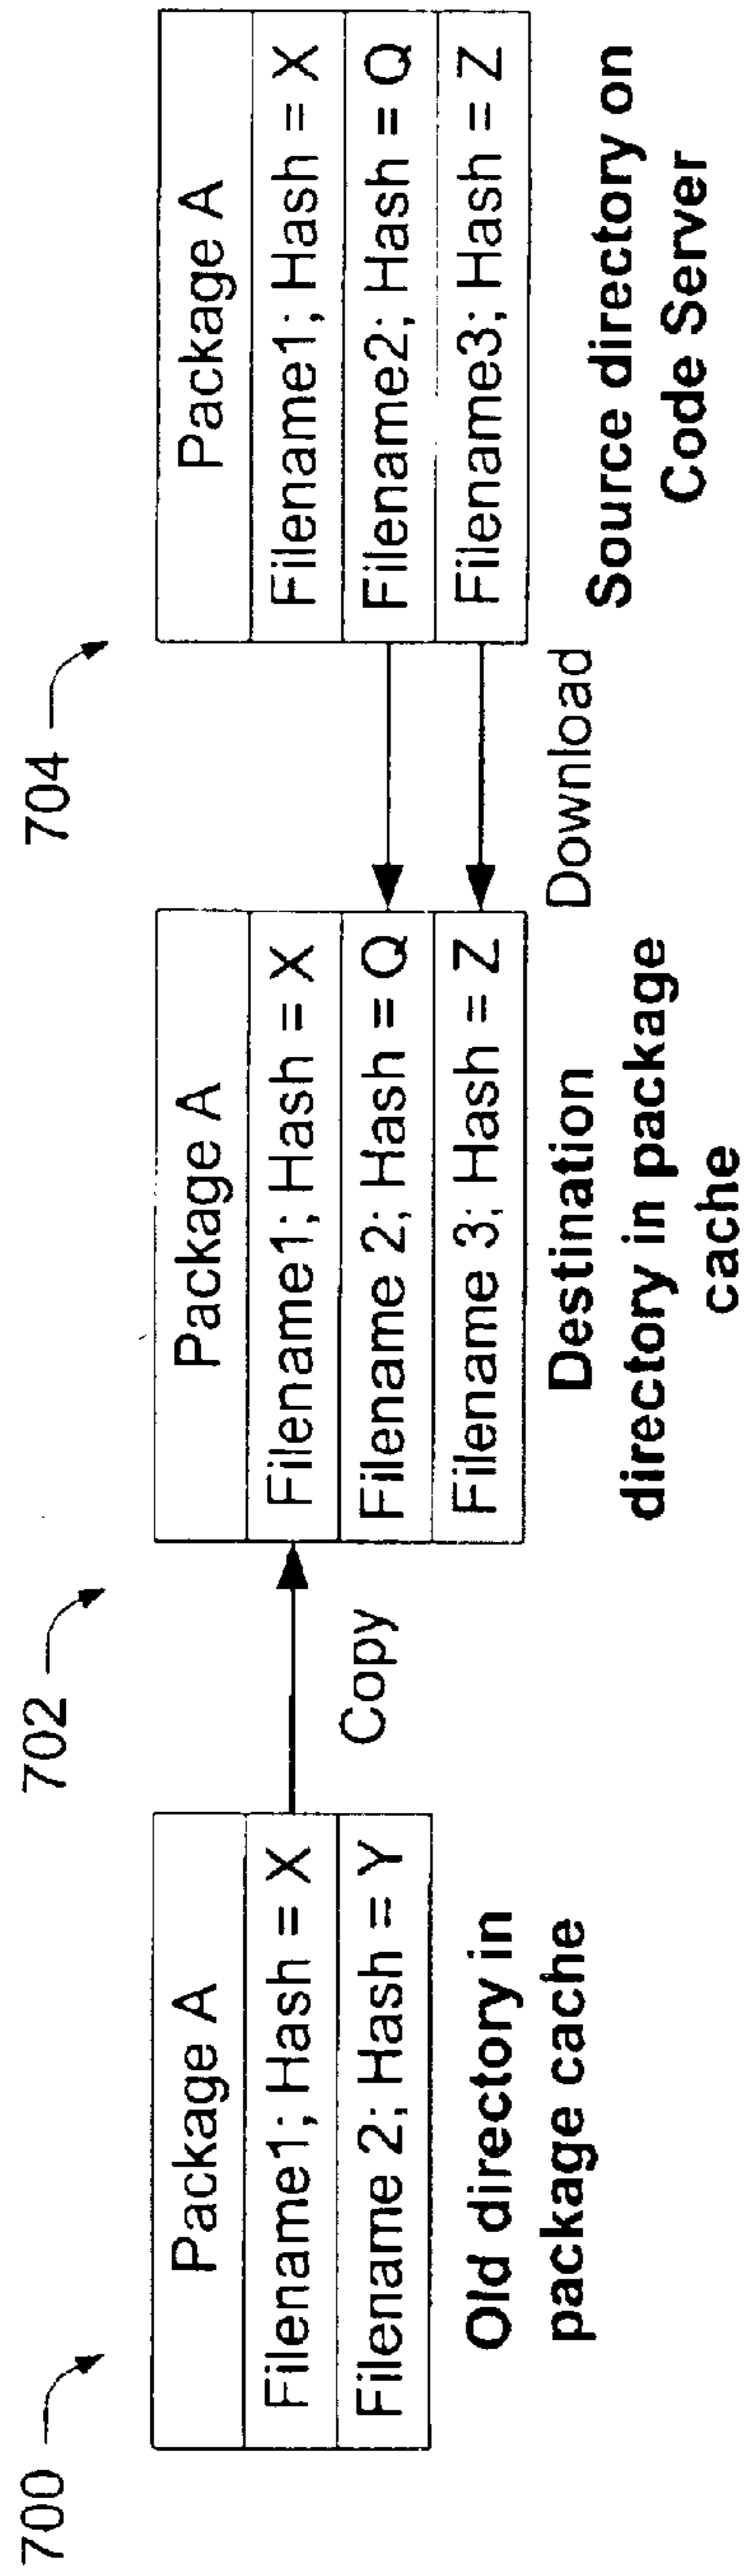 700
Package A
Filename1; Hash = X
Filename 2; Hash = Y
Old directory in
package cache
Copy
702
Package A
Filename1; Hash = X
Filename 2; Hash = Q
Filename 3; Hash = Z
Destination
directory in package
cache
Download
704
Package A
Filename1; Hash = X
Filename2; Hash = Q
Filename3; Hash = Z
Source directory on
Code Server